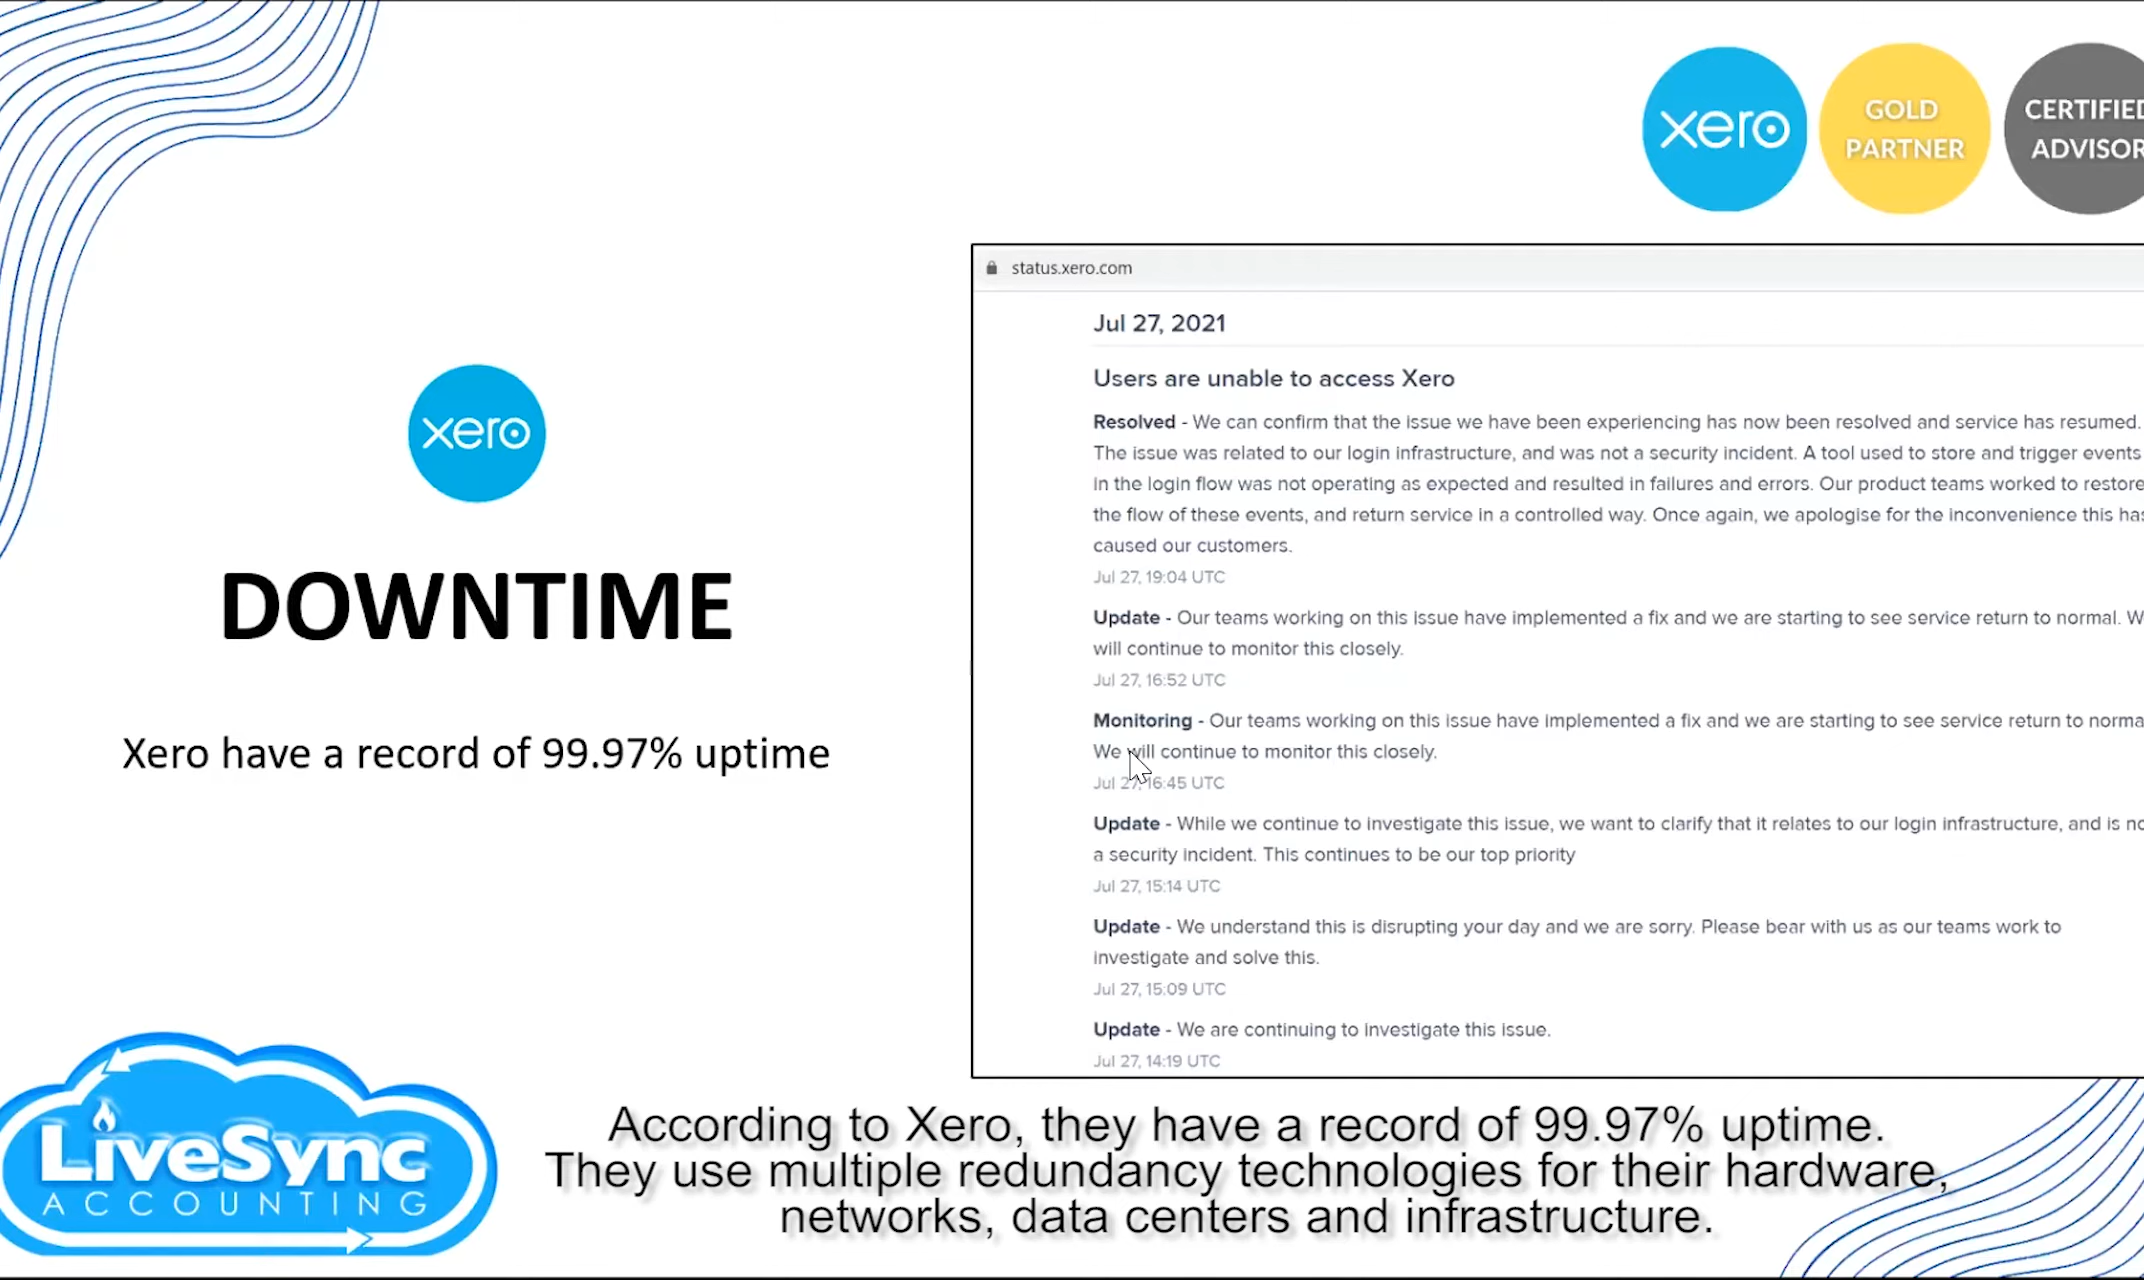 xero
GOLD
PARTNER
CERTIFIED
ADVISOR
status.xero.com
Jul 27, 2021
Users are unable to access Xero
Resolved - We can confirm that the issue we have been experiencing has now been resolved and service has resumed.
The issue was related to our login infrastructure, and was not a security incident. A tool used to store and trigger events
in the login flow was not operating as expected and resulted in failures and errors. Our product teams worked to restore
the flow of these events, and return service in a controlled way. Once again, we apologise for the inconvenience this has
caused our customers.
Jul 27, 19:04 UTC
Update - Our teams working on this issue have implemented a fix and we are starting to see service return to normal. We
will continue to monitor this closely.
Jul 27, 16:52 UTC
Monitoring - Our teams working on this issue have implemented a fix and we are starting to see service return to normal
We will continue to monitor this closely.
Jul 27, 16:45 UTC
Update - While we continue to investigate this issue, we want to clarify that it relates to our login infrastructure, and is not
a security incident. This continues to be our top priority
Jul 27, 15:14 UTC
Update - We understand this is disrupting your day and we are sorry. Please bear with us as our teams work to
investigate and solve this.
Jul 27, 15:09 UTC
Update - We are continuing to investigate this issue.
Jul 27, 14:19 UTC
xero
DOWNTIME
Xero have a record of 99.97% uptime
LiveSync
ACCOUNTING
According to Xero, they have a record of 99.97% uptime.
They use multiple redundancy technologies for their hardware,
networks, data centers and infrastructure.